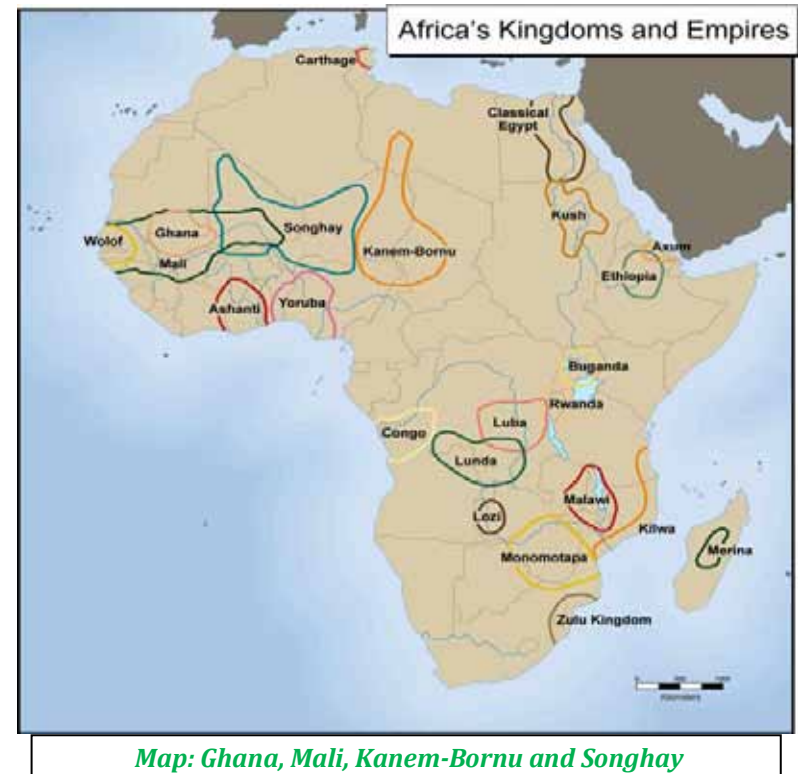 Africa's Kingdoms and Empires
Carthage
Classical
Egypt
Songhay
Ghana
Wolof
Mali
Kanem-Bornu
Kush
Axum
Ethiopia
Ashanti
Yoruba
Buganda
Rwanda
Luba
Congo
Lunda
Malawi
Lozi
Kilwa
Monomotapa
Merina
Zulu Kingdom
Kilometers
Map: Ghana, Mali, Kanem-Bornu and Songhay